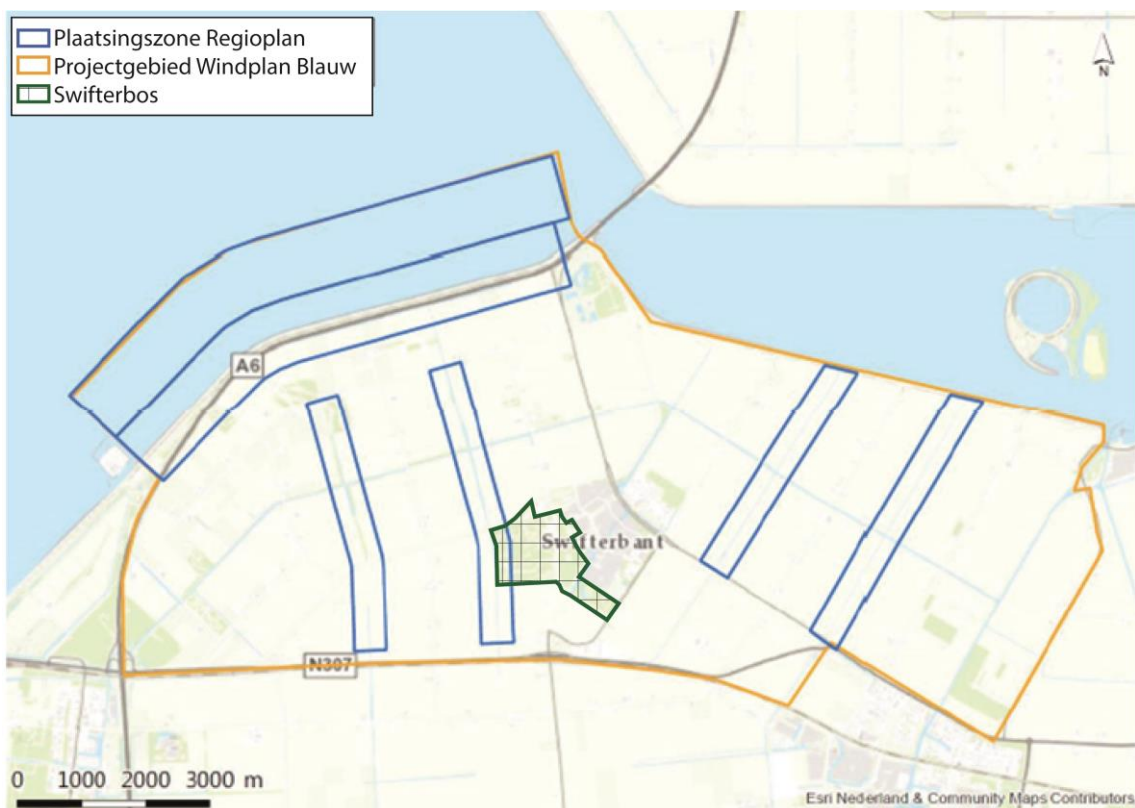 Plaatsingszone Regioplan
Projectgebied Windplan Blauw
Swifterbos
N
A6
Swifterbant
N307
0 1000 2000 3000 m
Esri Nederland & Community Maps Contributors